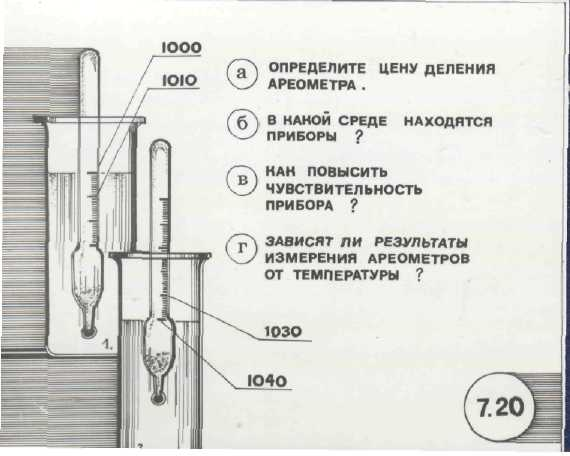 1000
1010
а ОПРЕДЕЛИТЕ ЦЕНУ ДЕЛЕНИЯ
АРЕОМЕТРА .
б В КАКОЙ СРЕДЕ НАХОДЯТСЯ
ПРИБОРЫ ?
в КАК ПОВЫСИТЬ
ЧУВСТВИТЕЛЬНОСТЬ
ПРИБОРА ?
г ЗАВИСЯТ ЛИ РЕЗУЛЬТАТЫ
ИЗМЕРЕНИЯ АРЕОМЕТРОВ
ОТ ТЕМПЕРАТУРЫ ?
1.
1030
1040
7.20